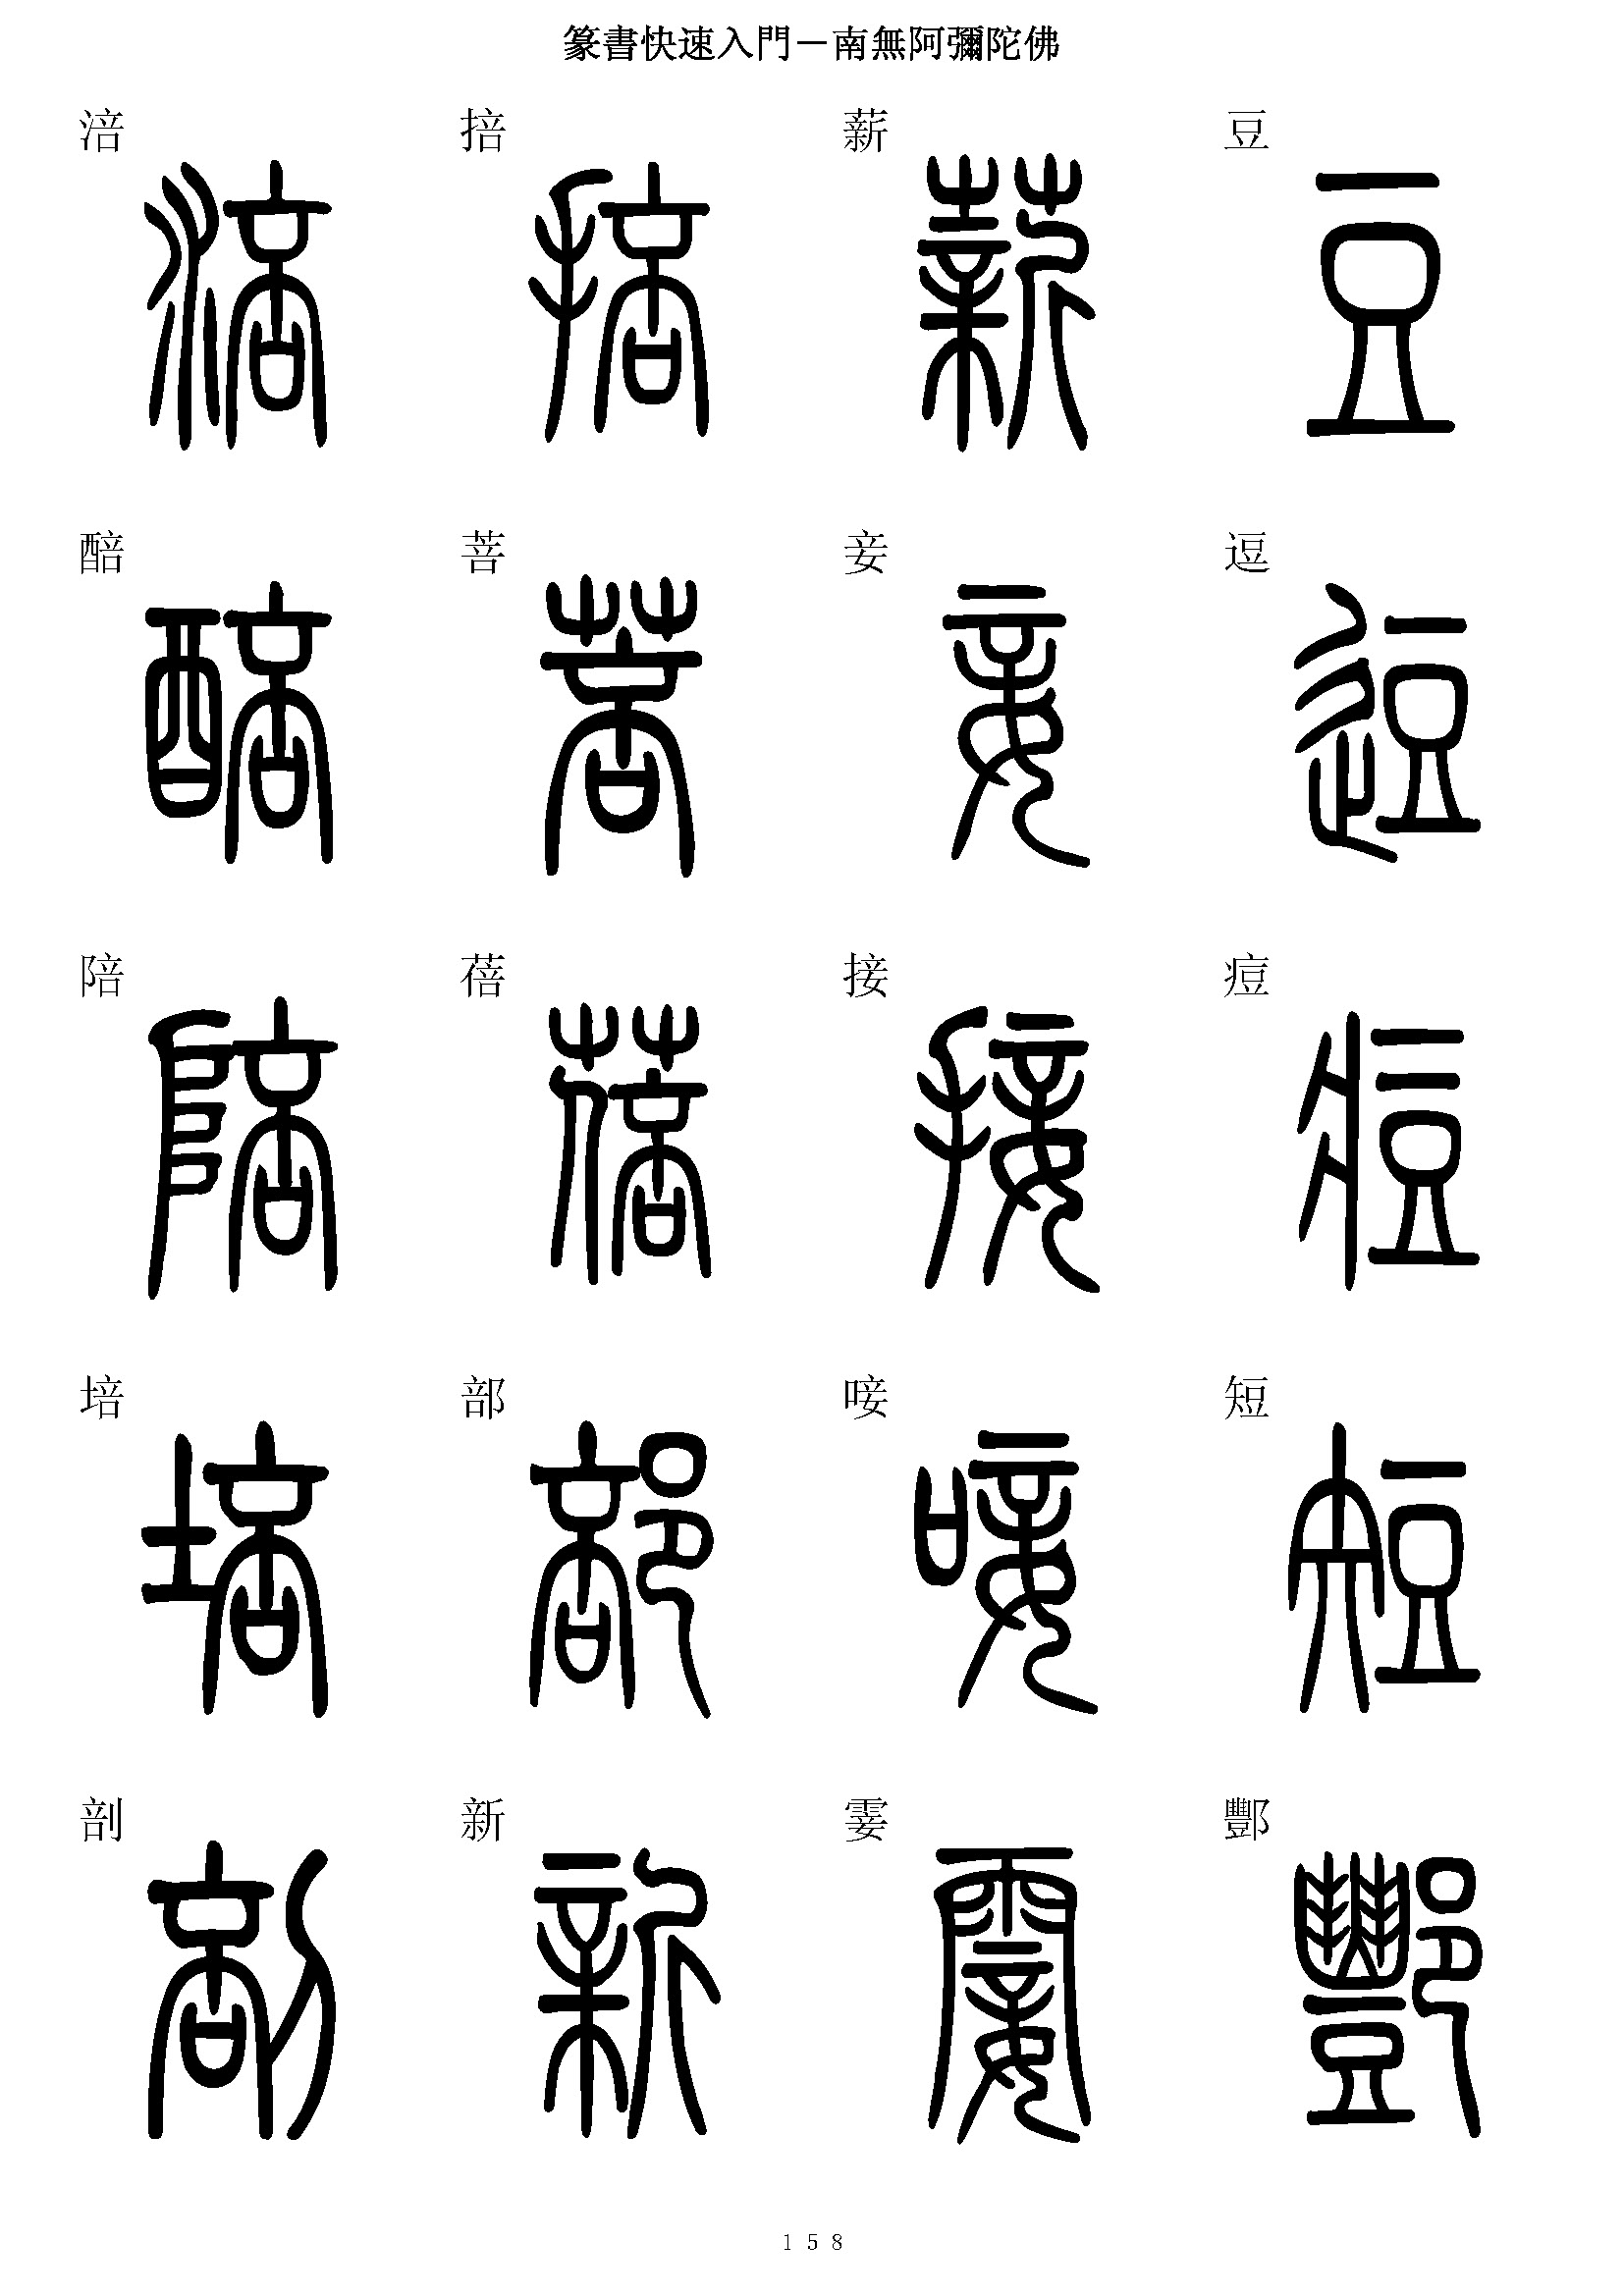 篆書快速入門－南無阿彌陀佛
涪 掊 薪 豆
醅 菩 妾 逗
陪 蓓 接 痘
培 部 唼 短
剖 新 霎 酆
158